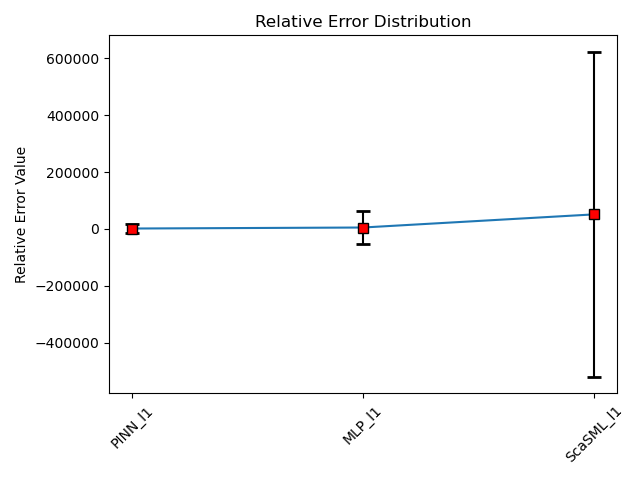 Relative Error Distribution
Relative Error Value
600000
400000
200000
0
−200000
−400000
PINN_l1
MLP_l1
ScaSML_l1